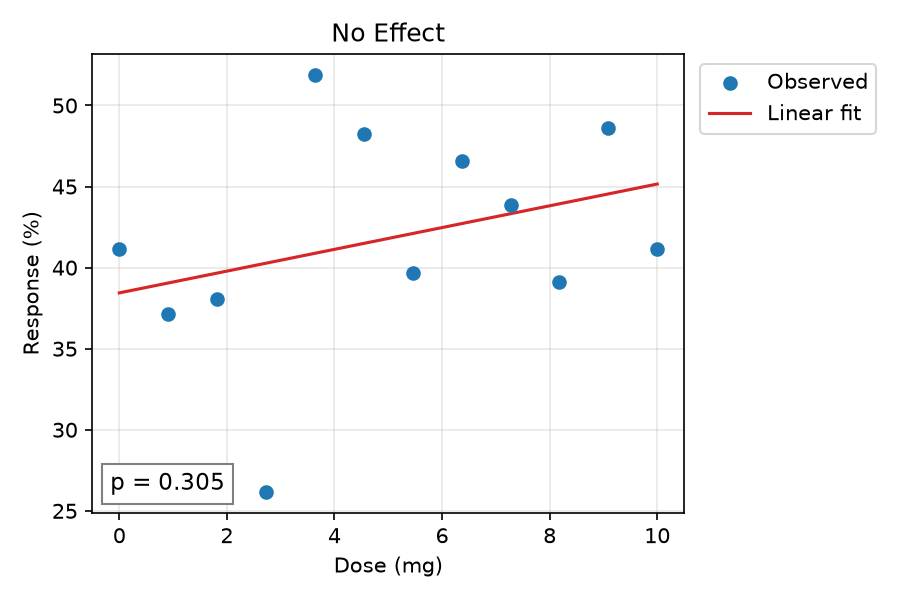 No Effect
Observed
Linear fit
Response (%)
50
45
40
35
30
25
p = 0.305
0 2 4 6 8 10
Dose (mg)